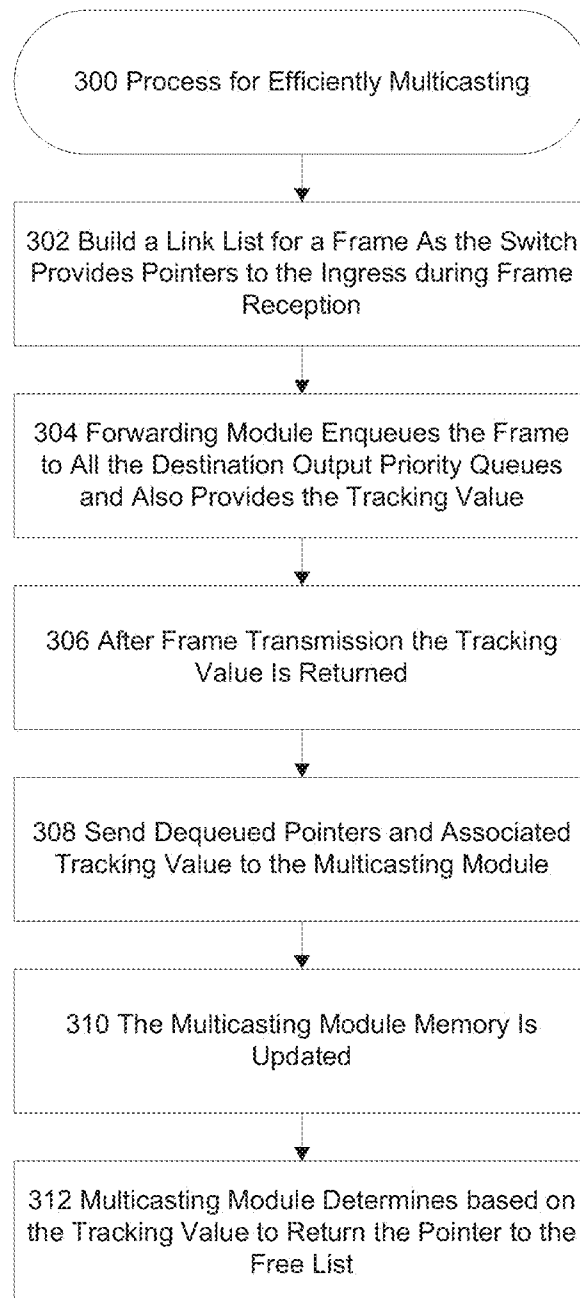 300 Process for Efficiently Multicasting
302 Build a Link List for a Frame As the Switch
Provides Pointers to the Ingress during Frame
Reception
304 Forwarding Module Enqueues the Frame
to All the Destination Output Priority Queues
and Also Provides the Tracking Value
306 After Frame Transmission the Tracking
Value Is Returned
308 Send Dequeued Pointers and Associated
Tracking Value to the Multicasting Module
310 The Multicasting Module Memory Is
Updated
312 Multicasting Module Determines based on
the Tracking Value to Return the Pointer to the
Free List